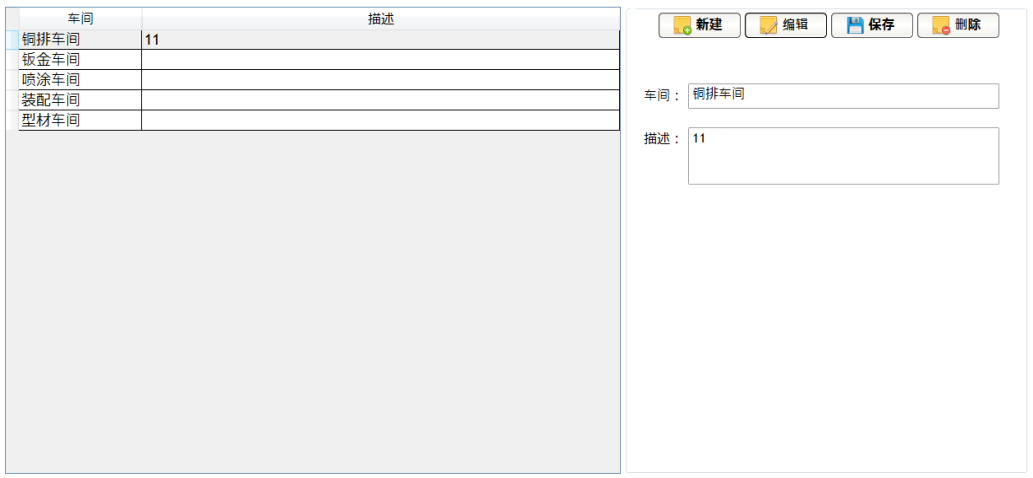 车间 描述
铜排车间 11
钣金车间
喷涂车间
装配车间
型材车间
新建 编辑 保存 删除
车间： 铜排车间
描述： 11